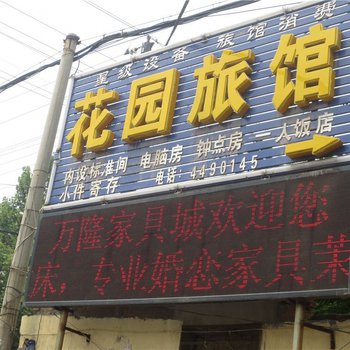 星级设备 旅馆消费
花园旅馆
内设标准间 电脑房 钟点房 一人饭店
小件寄存 电话:4490145
万隆家具城欢迎您
床,专业婚恋家具莱